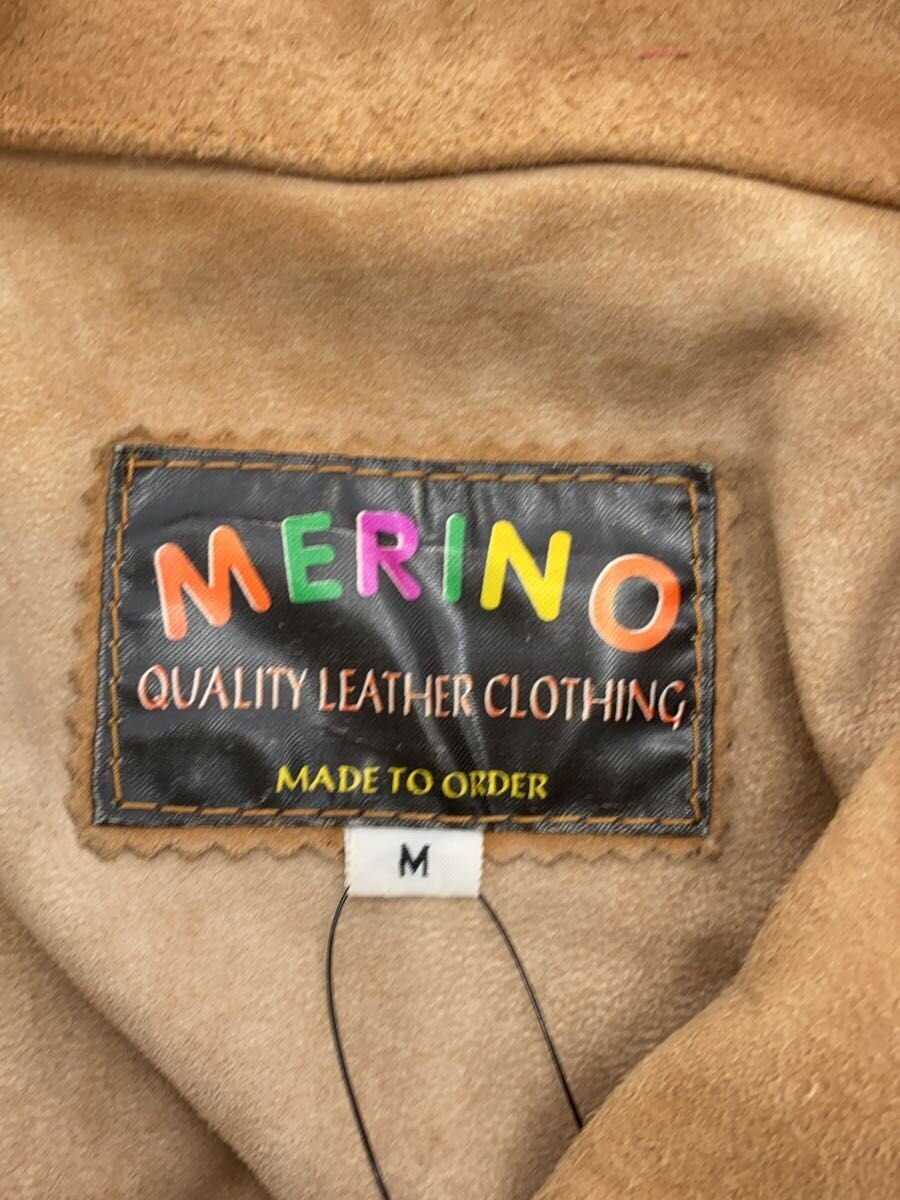 MERINO
QUALITY LEATHER CLOTHING
MADE TO ORDER
M